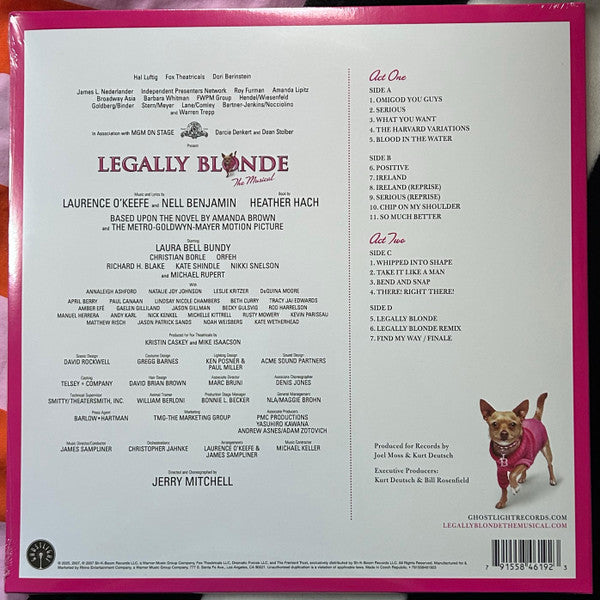 Hal Luftig Fox Theatricals Dori Berinstein
James L. Nederlander Independent Presenters Network Roy Furman Amanda Lipitz
Broadway Asia Barbara Whitman FWPM Group Hendel/Wiesenfeld
Goldberg/Binder Stern/Meyer Lane/Comley Bartner-Jenkins/Nocciolino
and Warren Trepp
In Association with MGM ON STAGE Darcie Denkert and Dean Stolber
Present
LEGALLY BLONDE
The Musical
Music and Lyrics by
Book by
LAURENCE O'KEEFE and NELL BENJAMIN HEATHER HACH
BASED UPON THE NOVEL BY AMANDA BROWN
and THE METRO-GOLDWYN-MAYER MOTION PICTURE
Starring
LAURA BELL BUNDY
CHRISTIAN BORLE ORFEH
RICHARD H. BLAKE KATE SHINDLE NIKKI SNELSON
and MICHAEL RUPERT
With
ANNALEIGH ASHFORD NATALIE JOY JOHNSON LESLIE KRITZER DeQUINA MOORE
APRIL BERRY PAUL CANAAN LINDSAY NICOLE CHAMBERS BETH CURRY TRACY JAI EDWARDS
AMBER EFÉ GAELEN GILLILAND JASON GILLMAN BECKY GULSVIG ROD HARRELSON
MANUEL HERRERA ANDY KARL NICK KENKEL MICHELLE KITTRELL RUSTY MOWERY KEVIN PARISEAU
MATTHEW RISCH JASON PATRICK SANDS NOAH WEISBERG KATE WETHERHEAD
Produced for Fox Theatricals by
KRISTIN CASKEY and MIKE ISAACSON
Scenic Design Costume Design Lighting Design Sound Design
DAVID ROCKWELL GREGG BARNES KEN POSNER & PAUL MILLER ACME SOUND PARTNERS
Casting Hair Design Associate Director Associate Choreographer
TELSEY + COMPANY DAVID BRIAN BROWN MARC BRUNI DENIS JONES
Technical Supervisor Animal Trainer Production Stage Manager General Management
SMITTY/THEATERSMITH, INC. WILLIAM BERLONI BONNIE L. BECKER NLA/MAGGIE BROHN
Press Agent Marketing Associate Producers
BARLOW+HARTMAN TMG-THE MARKETING GROUP PMC PRODUCTIONS
YASUHIRO KAWANA
ANDREW ASNES/ADAM ZOTOVICH
Music Director/Conductor Orchestrations Arrangements Music Contractor
JAMES SAMPLINER CHRISTOPHER JAHNKE LAURENCE O'KEEFE & JAMES SAMPLINER MICHAEL KELLER
Directed and Choreographed by
JERRY MITCHELL
Act One
SIDE A
1. OMIGOD YOU GUYS
2. SERIOUS
3. WHAT YOU WANT
4. THE HARVARD VARIATIONS
5. BLOOD IN THE WATER
SIDE B
6. POSITIVE
7. IRELAND
8. IRELAND (REPRISE)
9. SERIOUS (REPRISE)
10. CHIP ON MY SHOULDER
11. SO MUCH BETTER
Act Two
SIDE C
1. WHIPPED INTO SHAPE
2. TAKE IT LIKE A MAN
3. BEND AND SNAP
4. THERE! RIGHT THERE!
SIDE D
5. LEGALLY BLONDE
6. LEGALLY BLONDE REMIX
7. FIND MY WAY / FINALE
Produced for Records by
Joel Moss & Kurt Deutsch
Executive Producers:
Kurt Deutsch & Bill Rosenfield
GHOSTLIGHTRECORDS.COM
LEGALLYBLONDETHEMUSICAL.COM
7 91558 46192 3